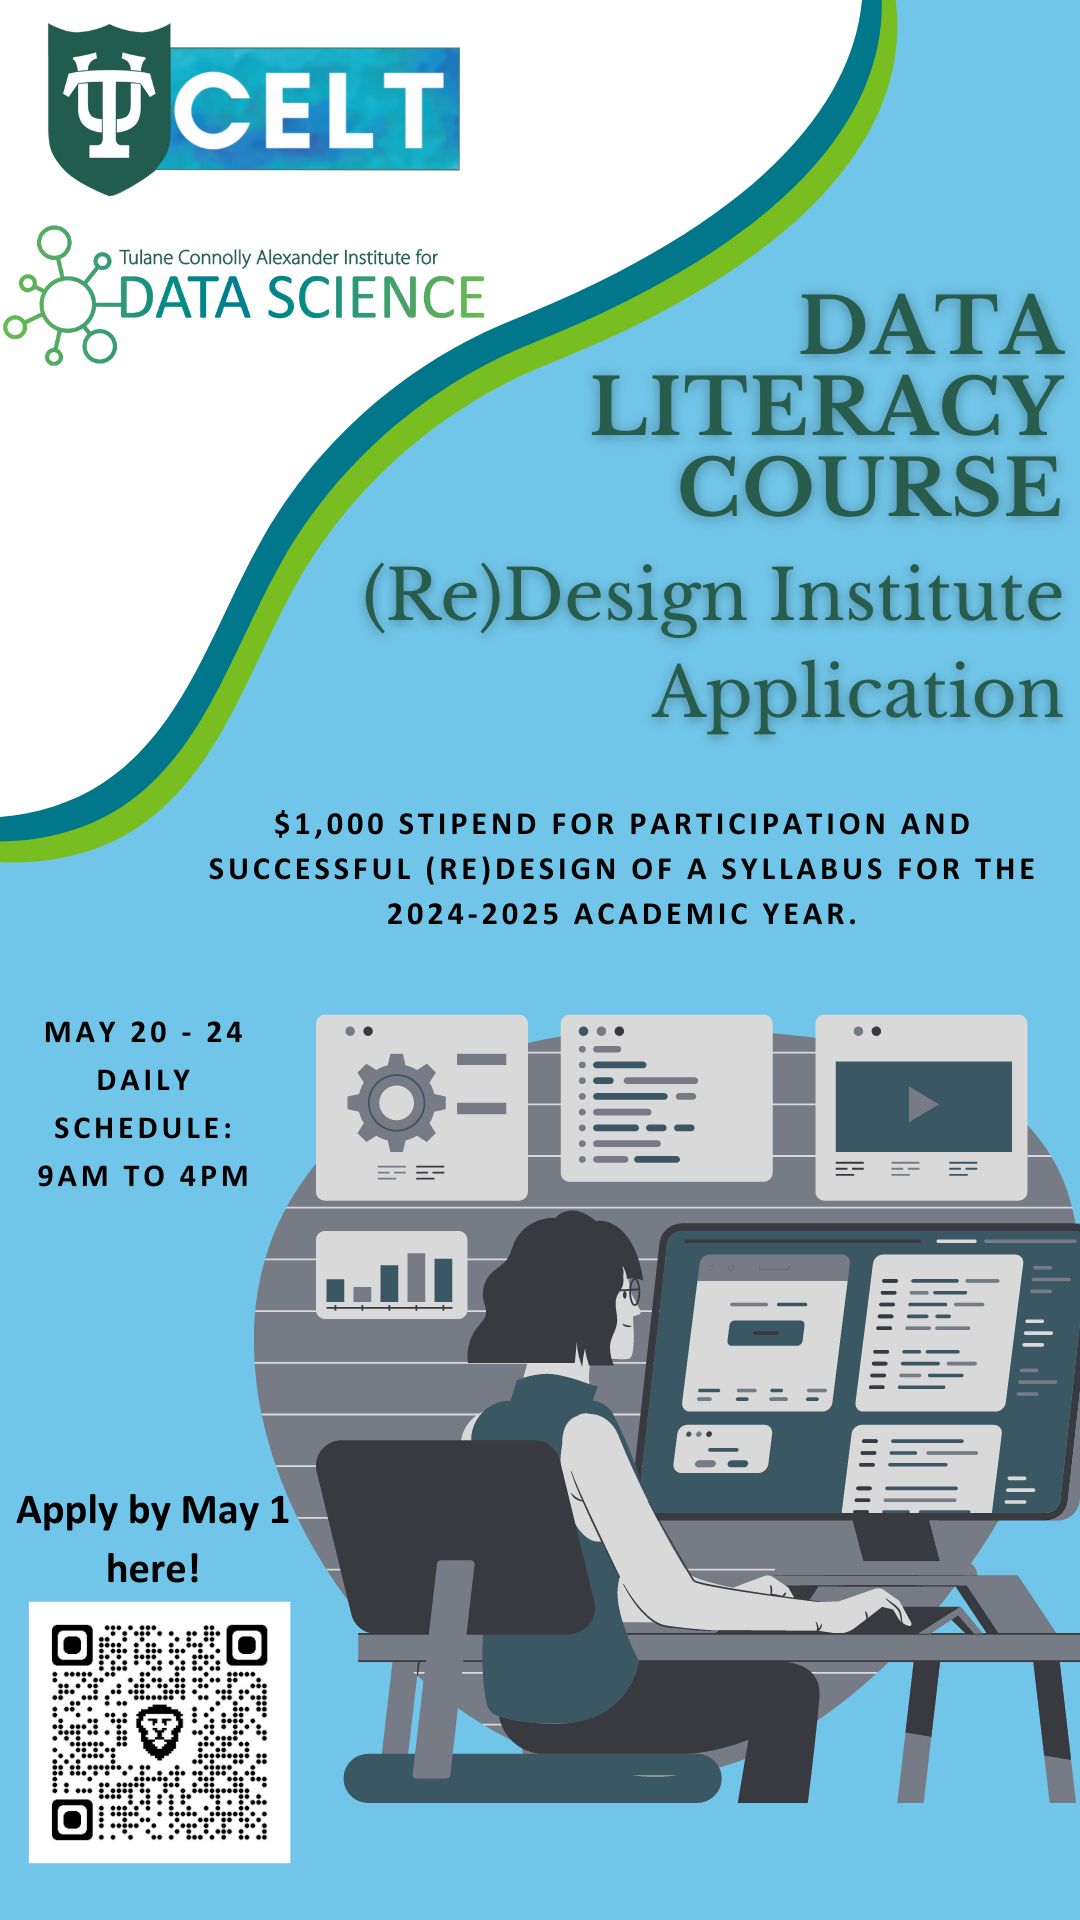 CELT
Tulane Connolly Alexander Institute for
DATA SCIENCE
DATA
LITERACY
COURSE
(Re)Design Institute
Application
$1,000 STIPEND FOR PARTICIPATION AND
SUCCESSFUL (RE)DESIGN OF A SYLLABUS FOR THE
2024-2025 ACADEMIC YEAR.
MAY 20 - 24
DAILY
SCHEDULE:
9AM TO 4PM
Apply by May 1
here!